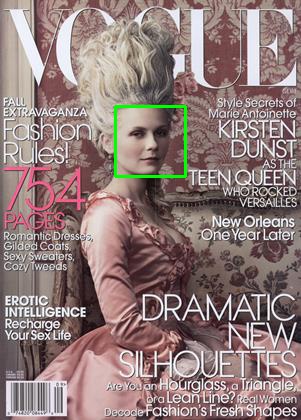 VOGUE
FALL
EXTRAVAGANZA
Fashion
Rules!
754
PAGES
Romantic Dresses,
Gilded Coats,
Sexy Sweaters,
Cozy Tweeds
Style Secrets of
Marie Antoinette
KIRSTEN
DUNST
AS THE
TEEN QUEEN
WHO ROCKED
VERSAILLES
New Orleans
One Year Later
EROTIC
INTELLIGENCE
Recharge
Your Sex Life
DRAMATIC
NEW
SILHOUETTES
Are You an Hourglass, a Triangle,
or a Lean Line? Real Women
Decode Fashion's Fresh Shapes